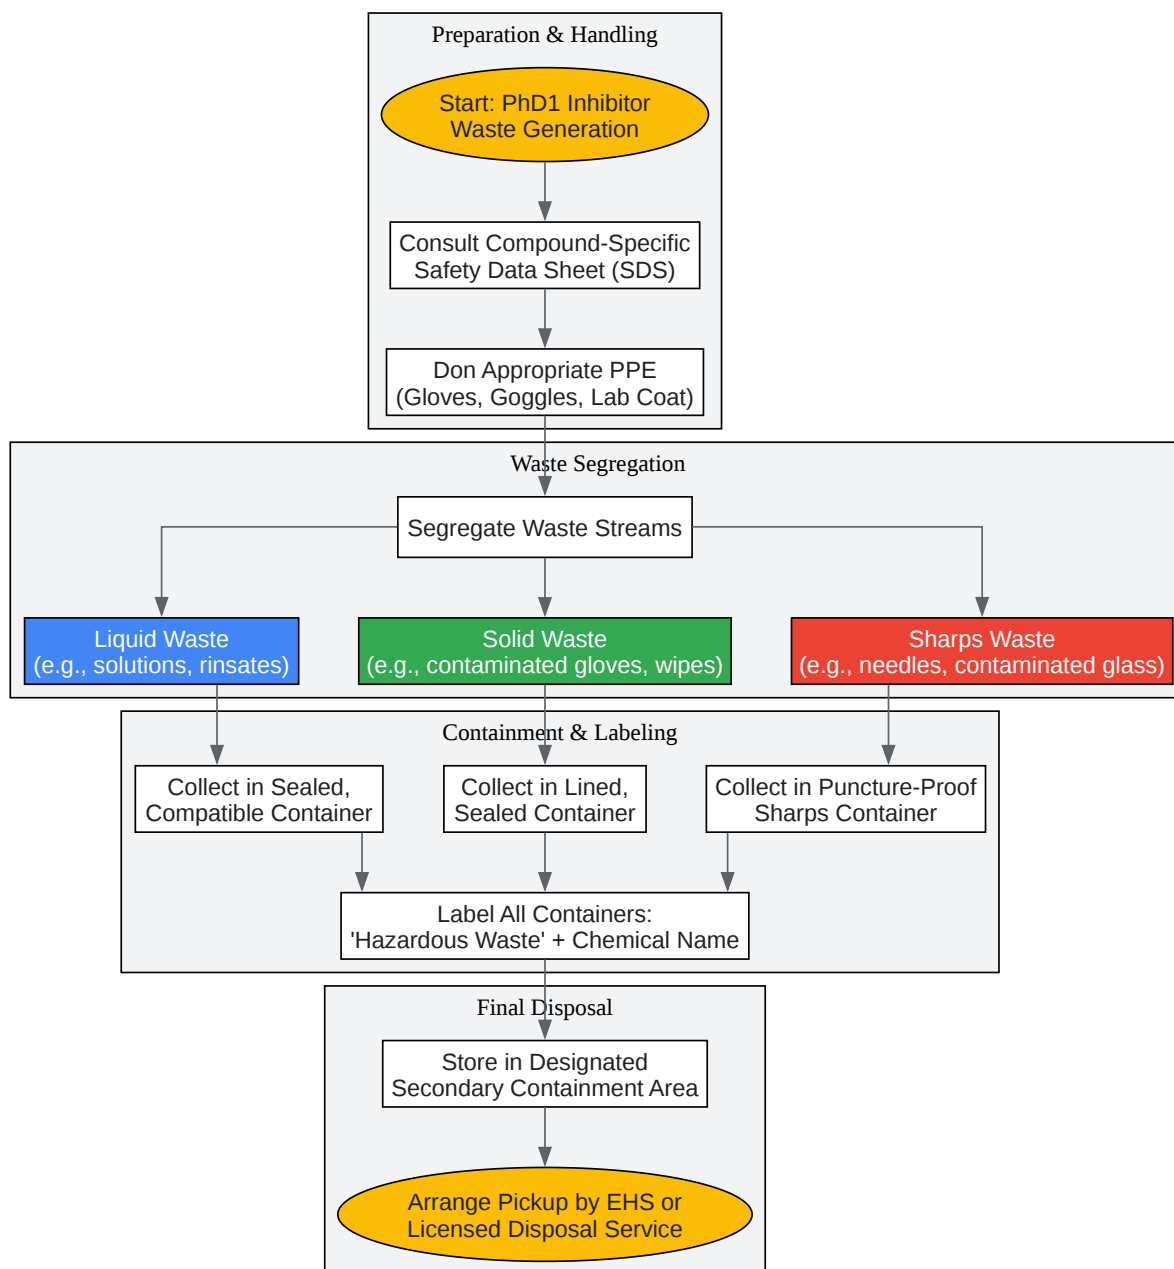 Preparation & Handling
Start: PhD1 Inhibitor
Waste Generation
Consult Compound-Specific
Safety Data Sheet (SDS)
Don Appropriate PPE
(Gloves, Goggles, Lab Coat)
Waste Segregation
Segregate Waste Streams
Liquid Waste
(e.g., solutions, rinsates)
Solid Waste
(e.g., contaminated gloves, wipes)
Sharps Waste
(e.g., needles, contaminated glass)
Containment & Labeling
Collect in Sealed,
Compatible Container
Collect in Lined,
Sealed Container
Collect in Puncture-Proof
Sharps Container
Label All Containers:
'Hazardous Waste' + Chemical Name
Final Disposal
Store in Designated
Secondary Containment Area
Arrange Pickup by EHS or
Licensed Disposal Service